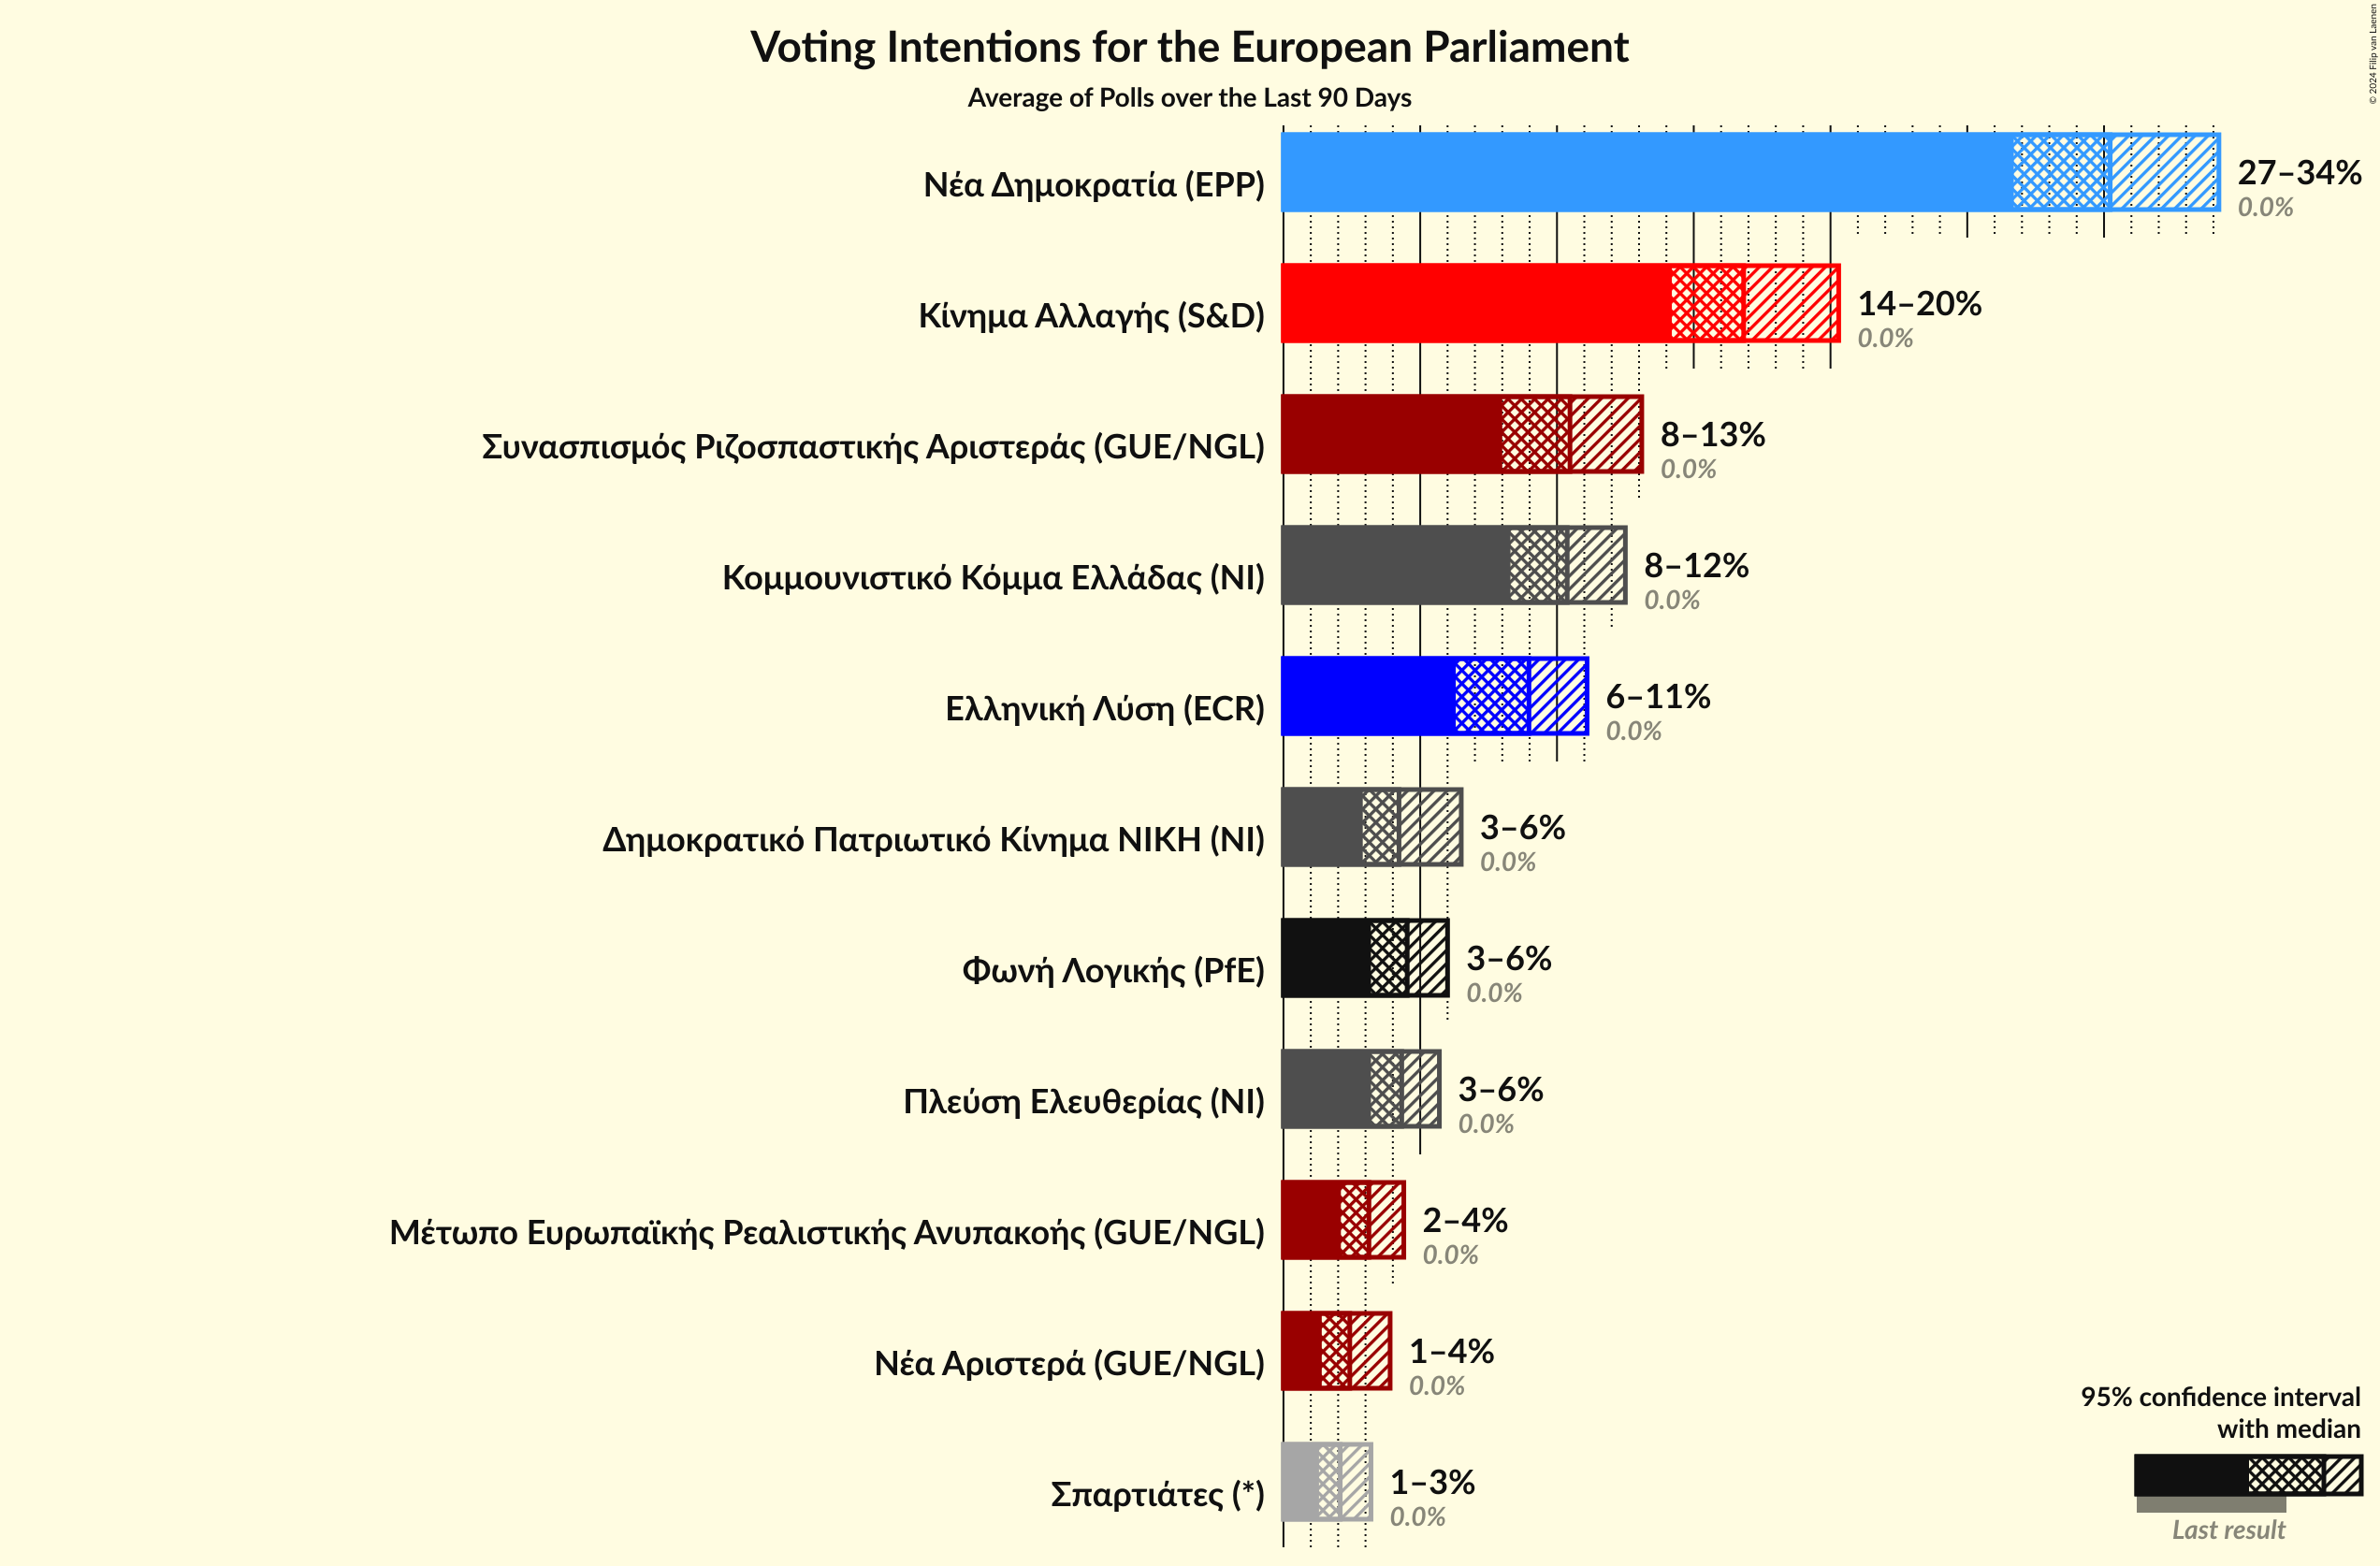 Voting Intentions for the European Parliament
Average of Polls over the Last 90 Days
© 2024 Filip van Laenen
Νέα Δημοκρατία (EPP)
27–34%
0.0%
Κίνημα Αλλαγής (S&D)
14–20%
0.0%
Συνασπισμός Ριζοσπαστικής Αριστεράς (GUE/NGL)
8–13%
0.0%
Κομμουνιστικό Κόμμα Ελλάδας (NI)
8–12%
0.0%
Ελληνική Λύση (ECR)
6–11%
0.0%
Δημοκρατικό Πατριωτικό Κίνημα ΝΙΚΗ (NI)
3–6%
0.0%
Φωνή Λογικής (PfE)
3–6%
0.0%
Πλεύση Ελευθερίας (NI)
3–6%
0.0%
Μέτωπο Ευρωπαϊκής Ρεαλιστικής Ανυπακοής (GUE/NGL)
2–4%
0.0%
Νέα Αριστερά (GUE/NGL)
1–4%
0.0%
Σπαρτιάτες (*)
1–3%
0.0%
95% confidence interval
with median
Last result